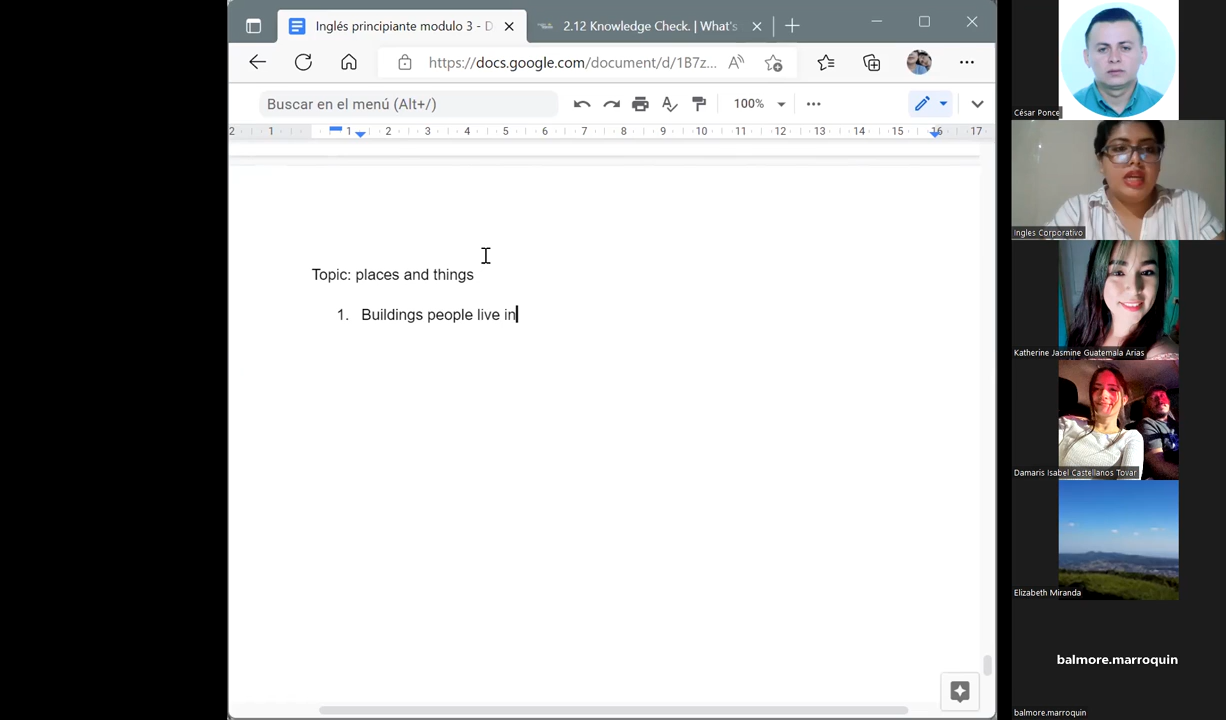 Inglés principiante modulo 3 - D
2.12 Knowledge Check. | What's
https://docs.google.com/document/d/1B7z...
Buscar en el menú (Alt+/)
100%
2 1 1 2 3 4 5 6 7 8 9 10 11 12 13 14 15 16 17
Topic: places and things
1. Buildings people live in
César Ponce
Ingles Corporativo
Katherine Jasmine Guatemala Arias
Damaris Isabel Castellanos Tovar
Elizabeth Miranda
balmore.marroquin
balmore.marroquin